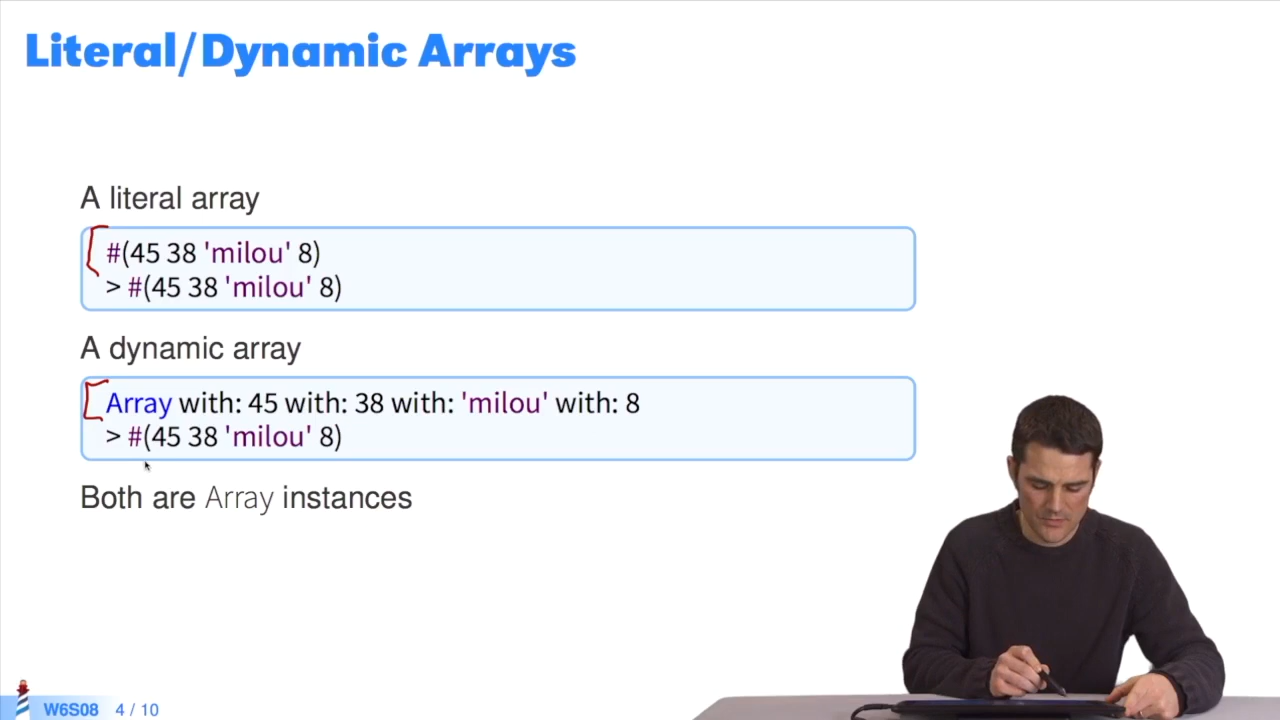 Literal/Dynamic Arrays
A literal array
#(45 38 'milou' 8)
> #(45 38 'milou' 8)
A dynamic array
Array with: 45 with: 38 with: 'milou' with: 8
> #(45 38 'milou' 8)
Both are Array instances
W6S08 4 / 10